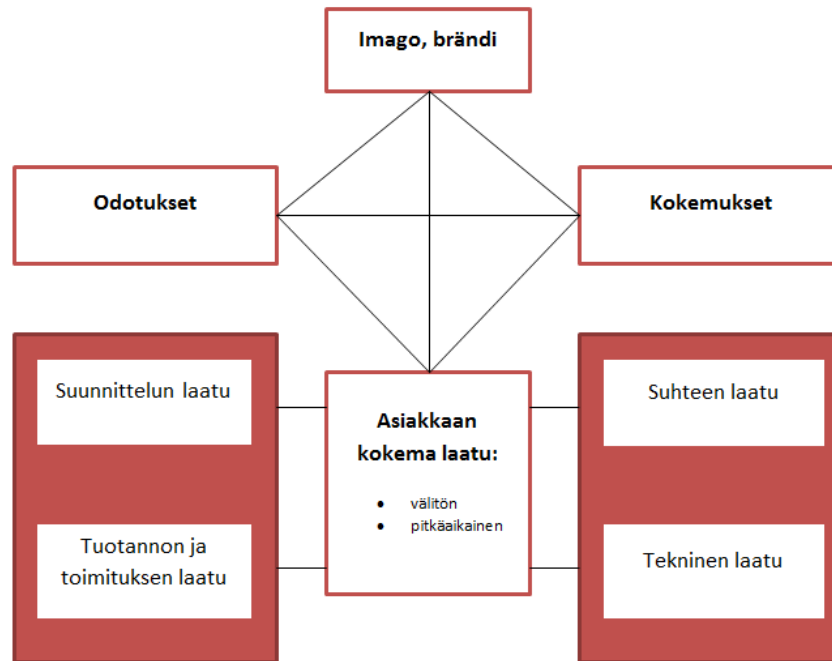 Imago, brändi
Odotukset
Kokemukset
Suunnittelun laatu
Tuotannon ja
toimituksen laatu
Asiakkaan
kokema laatu:
• välitön
• pitkäaikainen
Suhteen laatu
Tekninen laatu